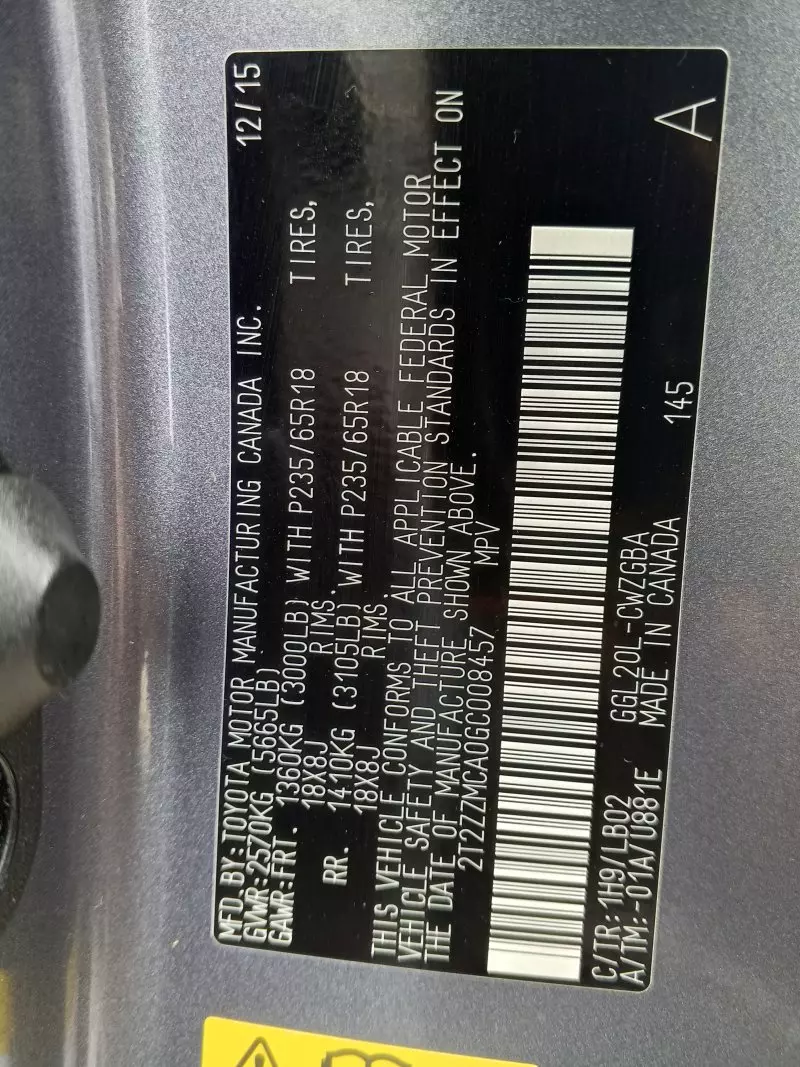 MFD.BY:TOYOTA MOTOR MANUFACTURING CANADA INC. 12/15
GVWR:2570KG (5665LB)
GAWR:FRT. 1360KG (3000LB) WITH P235/65R18 TIRES,
18X8J RIMS.
RR. 1410KG (3105LB) WITH P235/65R18 TIRES,
18X8J RIMS.
THIS VEHICLE CONFORMS TO ALL APPLICABLE FEDERAL MOTOR
VEHICLE SAFETY AND THEFT PREVENTION STANDARDS IN EFFECT ON
THE DATE OF MANUFACTURE SHOWN ABOVE.
2T2ZZMCA0GC008457 MPV
C/TR:1H9/LB02 GGL20L-CWZGBA 145 A
A/TM:-01A/U881E MADE IN CANADA